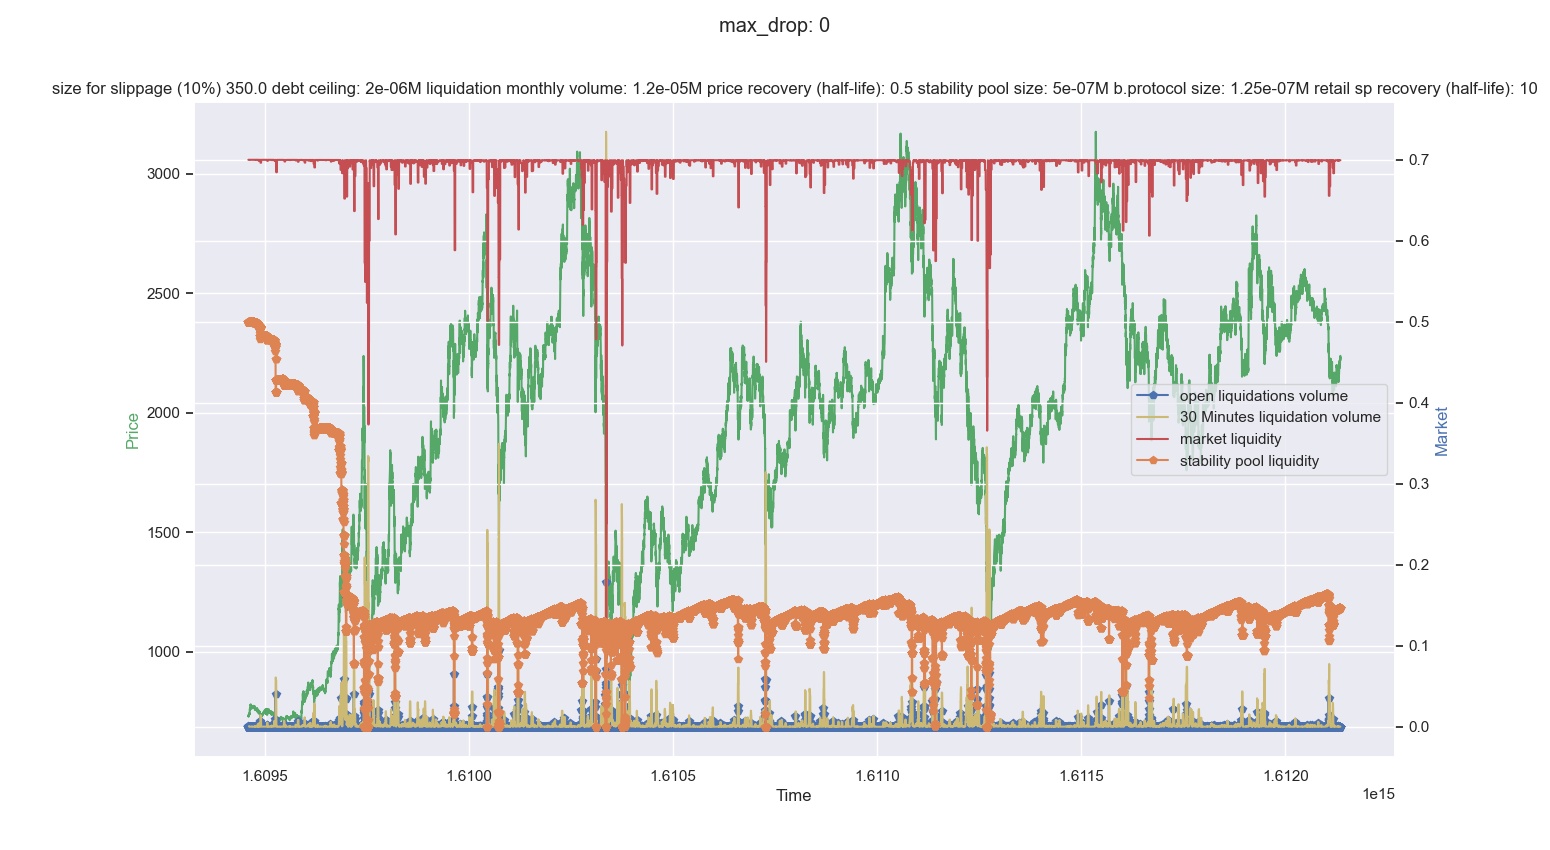 max_drop: 0
size for slippage (10%) 350.0 debt ceiling: 2e-06M liquidation monthly volume: 1.2e-05M price recovery (half-life): 0.5 stability pool size: 5e-07M b.protocol size: 1.25e-07M retail sp recovery (half-life): 10
3000
2500
2000
1500
1000
Price
0.7
0.6
0.5
0.4
0.3
0.2
0.1
0.0
Market
open liquidations volume
30 Minutes liquidation volume
market liquidity
stability pool liquidity
1.6095
1.6100
1.6105
1.6110
1.6115
1.6120
Time
1e15